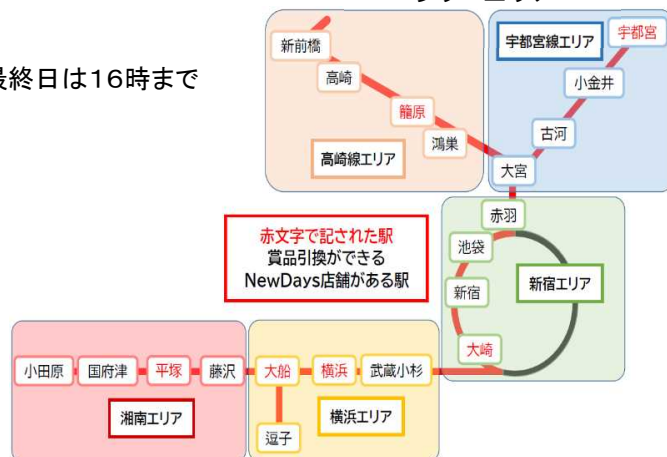 最終日は16時まで
新前橋
高崎
籠原
鴻巣
高崎線エリア
宇都宮線エリア
宇都宮
小金井
古河
大宮
赤羽
池袋
新宿
大崎
新宿エリア
赤文字で記された駅
賞品引換ができる
NewDays店舗がある駅
小田原
国府津
平塚
藤沢
湘南エリア
大船
横浜
武蔵小杉
逗子
横浜エリア